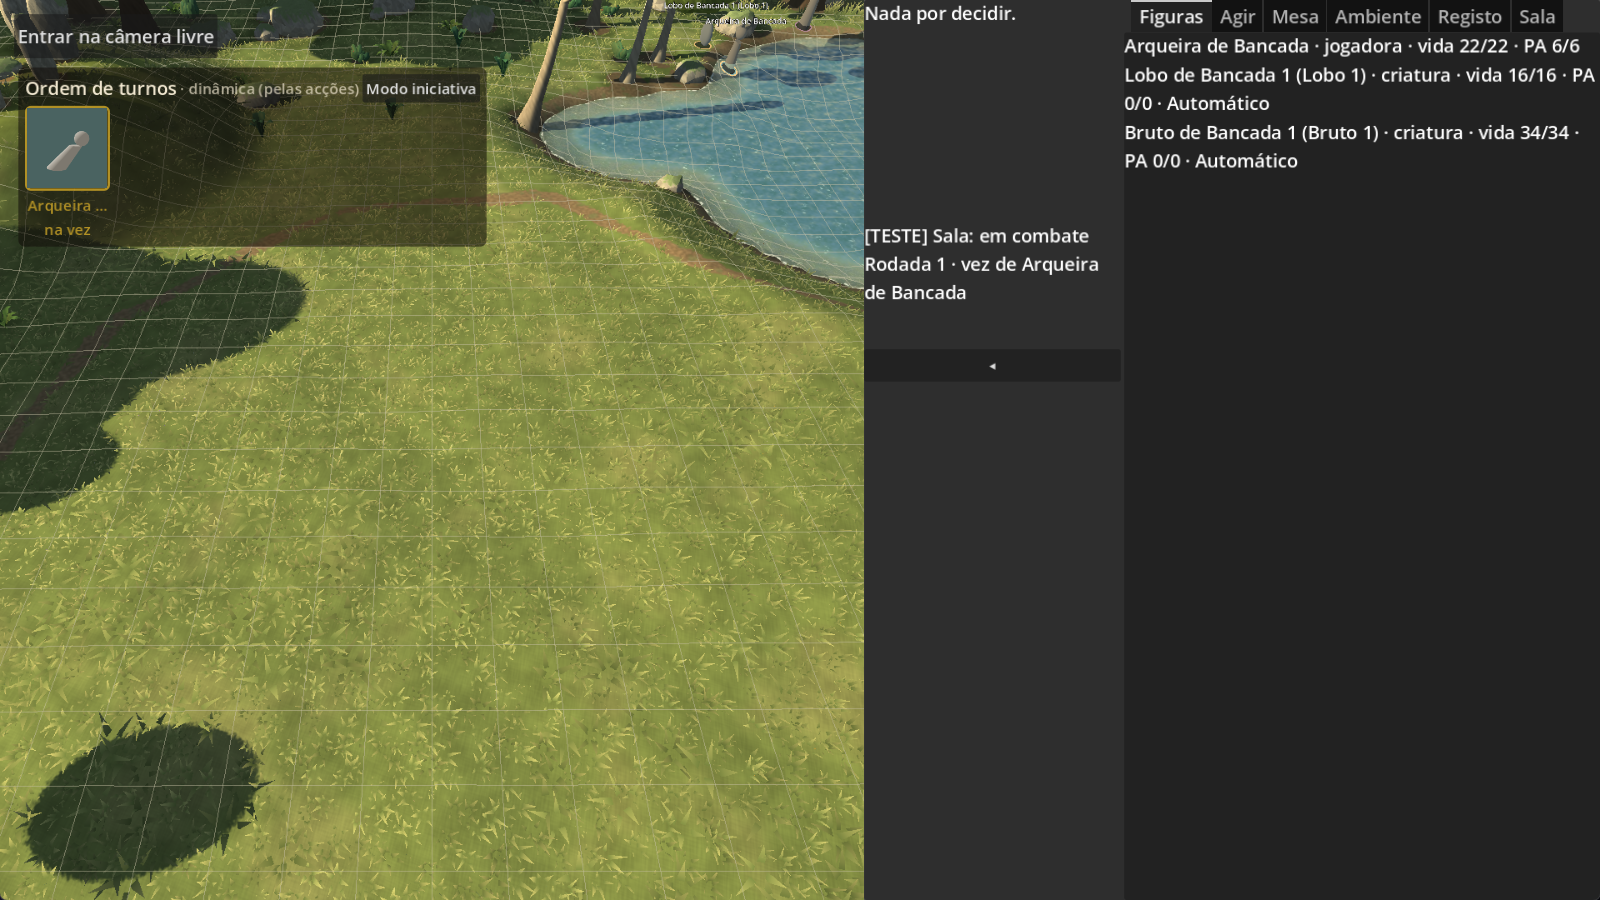 Lobo de Bancada 1 (Lobo 1)
Arqueira de Bancada
Entrar na câmera livre
Ordem de turnos · dinâmica (pelas acções) Modo iniciativa
Arqueira ...
na vez
Nada por decidir.
[TESTE] Sala: em combate
Rodada 1 · vez de Arqueira
de Bancada
Figuras Agir Mesa Ambiente Registo Sala
Arqueira de Bancada · jogadora · vida 22/22 · PA 6/6
Lobo de Bancada 1 (Lobo 1) · criatura · vida 16/16 · PA
0/0 · Automático
Bruto de Bancada 1 (Bruto 1) · criatura · vida 34/34 ·
PA 0/0 · Automático